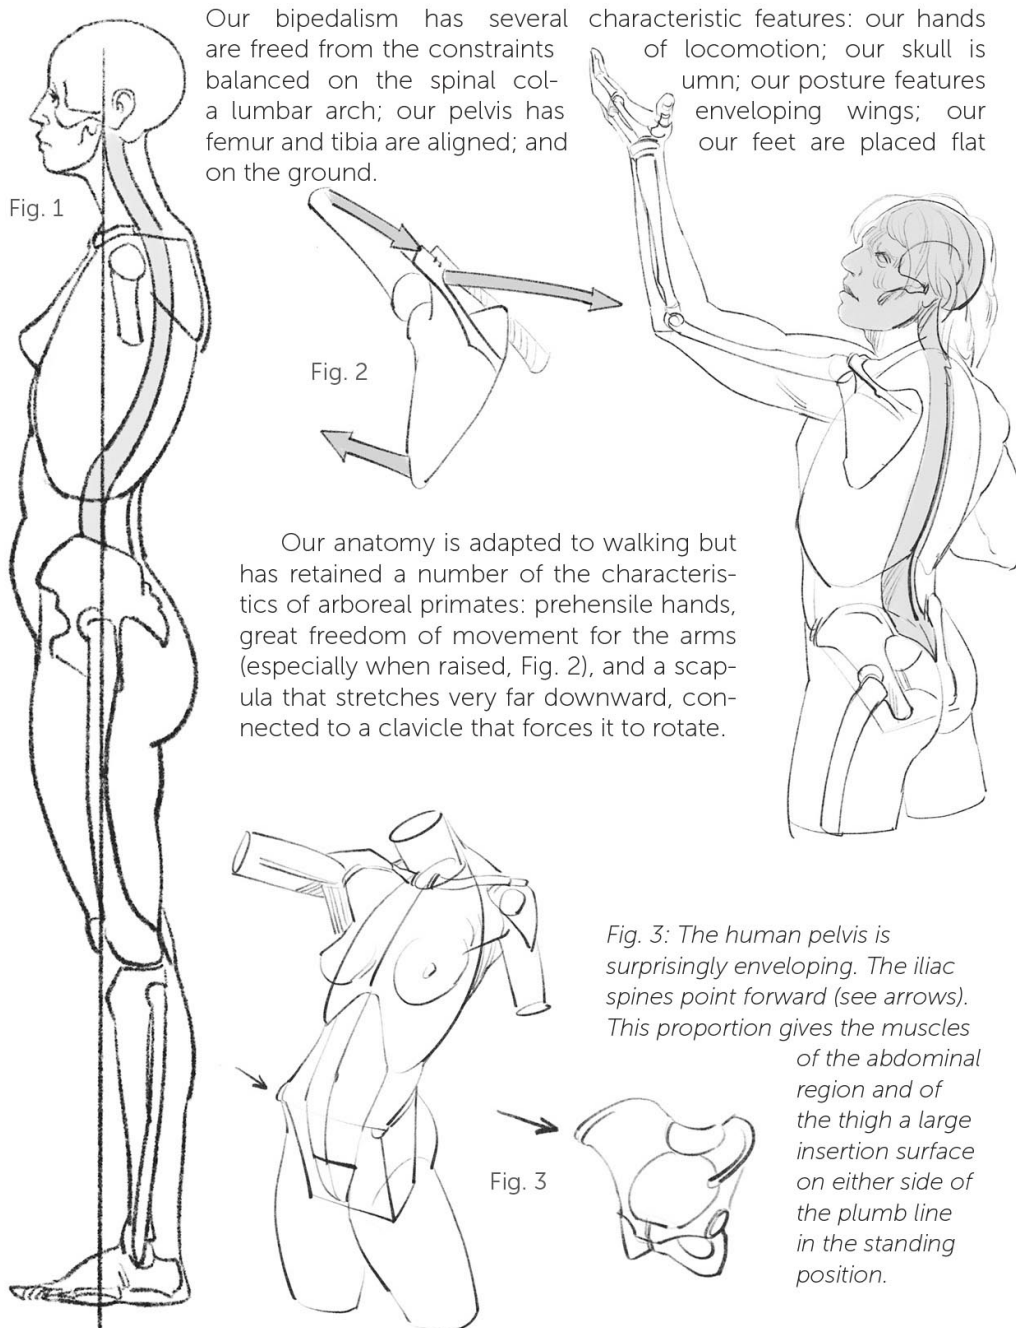 Our bipedalism has several characteristic features: our hands
are freed from the constraints of locomotion; our skull is
balanced on the spinal col- umn; our posture features
a lumbar arch; our pelvis has enveloping wings; our
femur and tibia are aligned; and our feet are placed flat
on the ground.
Fig. 1
Fig. 2
Our anatomy is adapted to walking but
has retained a number of the characteris-
tics of arboreal primates: prehensile hands,
great freedom of movement for the arms
(especially when raised, Fig. 2), and a scap-
ula that stretches very far downward, con-
nected to a clavicle that forces it to rotate.
Fig. 3: The human pelvis is
surprisingly enveloping. The iliac
spines point forward (see arrows).
This proportion gives the muscles
of the abdominal
region and of
the thigh a large
insertion surface
on either side of
the plumb line
in the standing
position.
Fig. 3